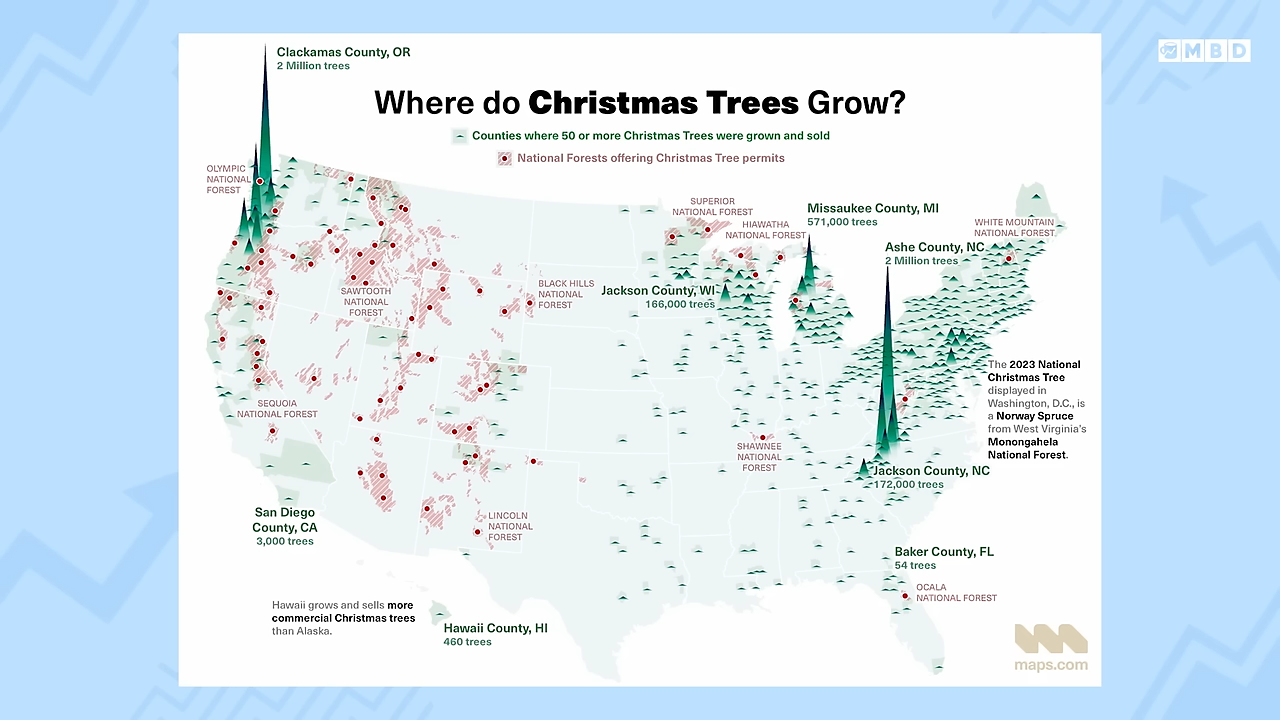 Clackamas County, OR
2 Million trees
MBD
Where do Christmas Trees Grow?
Counties where 50 or more Christmas Trees were grown and sold
National Forests offering Christmas Tree permits
OLYMPIC
NATIONAL
FOREST
SUPERIOR
NATIONAL FOREST
HIAWATHA
NATIONAL FOREST
Missaukee County, MI
571,000 trees
WHITE MOUNTAIN
NATIONAL FOREST.
Ashe County, NC
2 Million trees
SAWTOOTH
NATIONAL
FOREST
BLACK HILLS
NATIONAL
FOREST
Jackson County, WI
166,000 trees
The 2023 National
Christmas Tree
displayed in
Washington, D.C., is
a Norway Spruce
from West Virginia's
Monongahela
National Forest.
SEQUOIA
NATIONAL FOREST
SHAWNEE
NATIONAL
FOREST
Jackson County, NC
172,000 trees
San Diego
County, CA
3,000 trees
LINCOLN
NATIONAL
FOREST
Baker County, FL
54 trees
OCALA
NATIONAL FOREST
Hawaii grows and sells more
commercial Christmas trees
than Alaska.
Hawaii County, HI
460 trees
maps.com